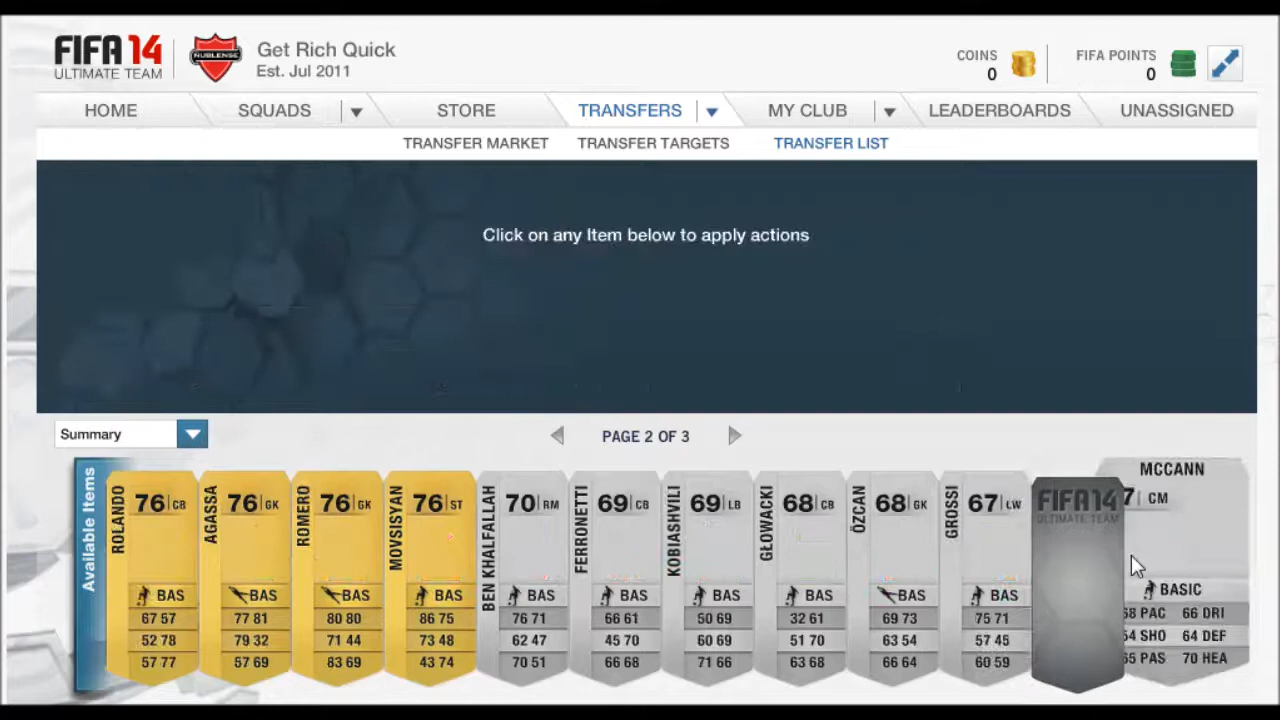 FIFA 14
ULTIMATE TEAM
NUBLENSE
Get Rich Quick
Est. Jul 2011
COINS
0
FIFA POINTS
0
HOME
SQUADS
STORE
TRANSFERS
MY CLUB
LEADERBOARDS
UNASSIGNED
TRANSFER MARKET
TRANSFER TARGETS
TRANSFER LIST
Click on any Item below to apply actions
Summary
PAGE 2 OF 3
Available Items
ROLANDO
76 CB
BAS
67 57
52 78
57 77
AGASSA
76 GK
BAS
77 81
79 32
57 69
ROMERO
76 GK
BAS
80 80
71 44
83 69
MOVSISYAN
76 ST
BAS
86 75
73 48
43 74
BEN KHALFALLAH
70 RM
BAS
76 71
62 47
70 51
FERRONETTI
69 CB
BAS
66 61
45 70
66 68
KOBIASHVILI
69 LB
BAS
50 69
60 69
71 66
GŁOWACKI
68 CB
BAS
32 61
51 70
63 68
ÖZCAN
68 GK
BAS
69 73
63 54
66 64
GROSSI
67 LW
BAS
75 71
57 45
60 59
FIFA 14
ULTIMATE TEAM
MCCANN
7 CM
BASIC
68 PAC 66 DRI
64 SHO 64 DEF
65 PAS 70 HEA